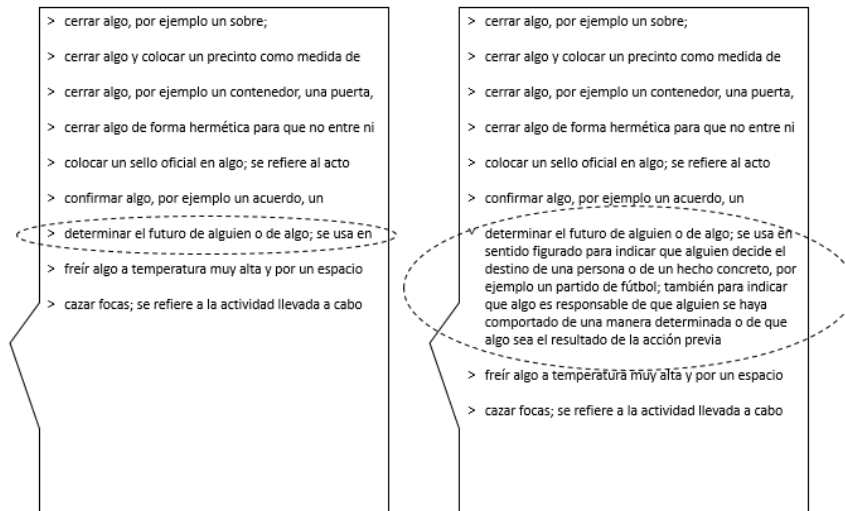 > cerrar algo, por ejemplo un sobre;
> cerrar algo y colocar un precinto como medida de
> cerrar algo, por ejemplo un contenedor, una puerta,
> cerrar algo de forma hermética para que no entre ni
> colocar un sello oficial en algo; se refiere al acto
> confirmar algo, por ejemplo un acuerdo, un
> determinar el futuro de alguien o de algo; se usa en
> freír algo a temperatura muy alta y por un espacio
> cazar focas; se refiere a la actividad llevada a cabo
> cerrar algo, por ejemplo un sobre;
> cerrar algo y colocar un precinto como medida de
> cerrar algo, por ejemplo un contenedor, una puerta,
> cerrar algo de forma hermética para que no entre ni
> colocar un sello oficial en algo; se refiere al acto
> confirmar algo, por ejemplo un acuerdo, un
determinar el futuro de alguien o de algo; se usa en
sentido figurado para indicar que alguien decide el
destino de una persona o de un hecho concreto, por
ejemplo un partido de fútbol; también para indicar
que algo es responsable de que alguien se haya
comportado de una manera determinada o de que
algo sea el resultado de la acción previa
> freír algo a temperatura muy alta y por un espacio
> cazar focas; se refiere a la actividad llevada a cabo